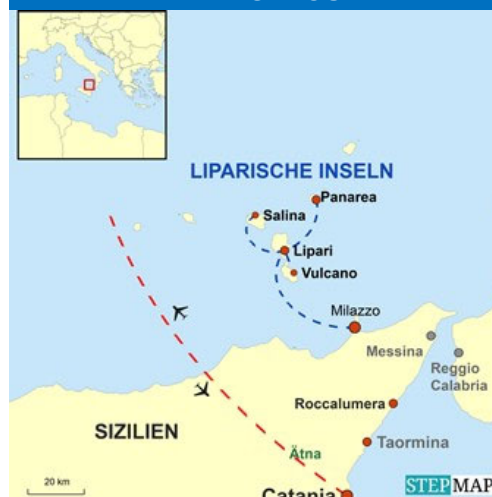 LIPARISCHE INSELN
Panarea
Salina
Lipari
Vulcano
Milazzo
Messina
Reggio
Calabria
Roccalumera
SIZILIEN
Taormina
Ätna
20 km
STEPMAP
Catania